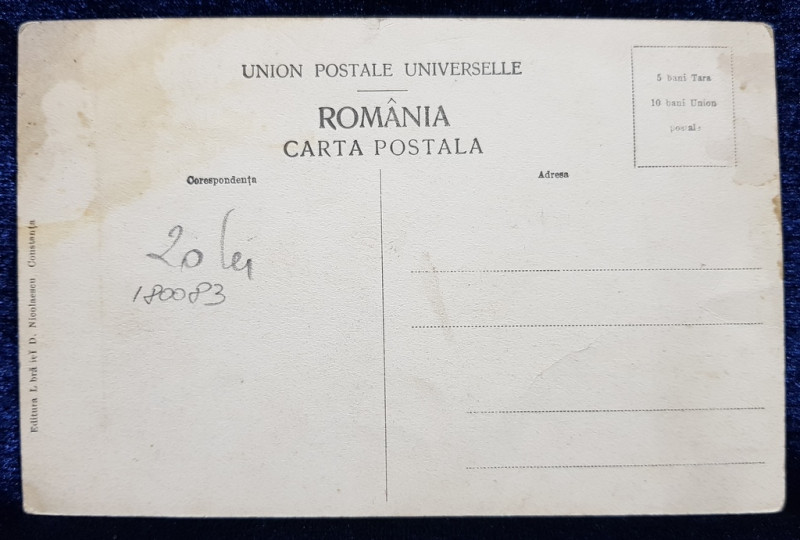 UNION POSTALE UNIVERSELLE
ROMÂNIA
CARTA POSTALA
5 bani Tara
10 bani Union
postale
Corespondența
Adresa
20 lei
180083
Editura L brăieĭ D. Nicolaescu Constanța